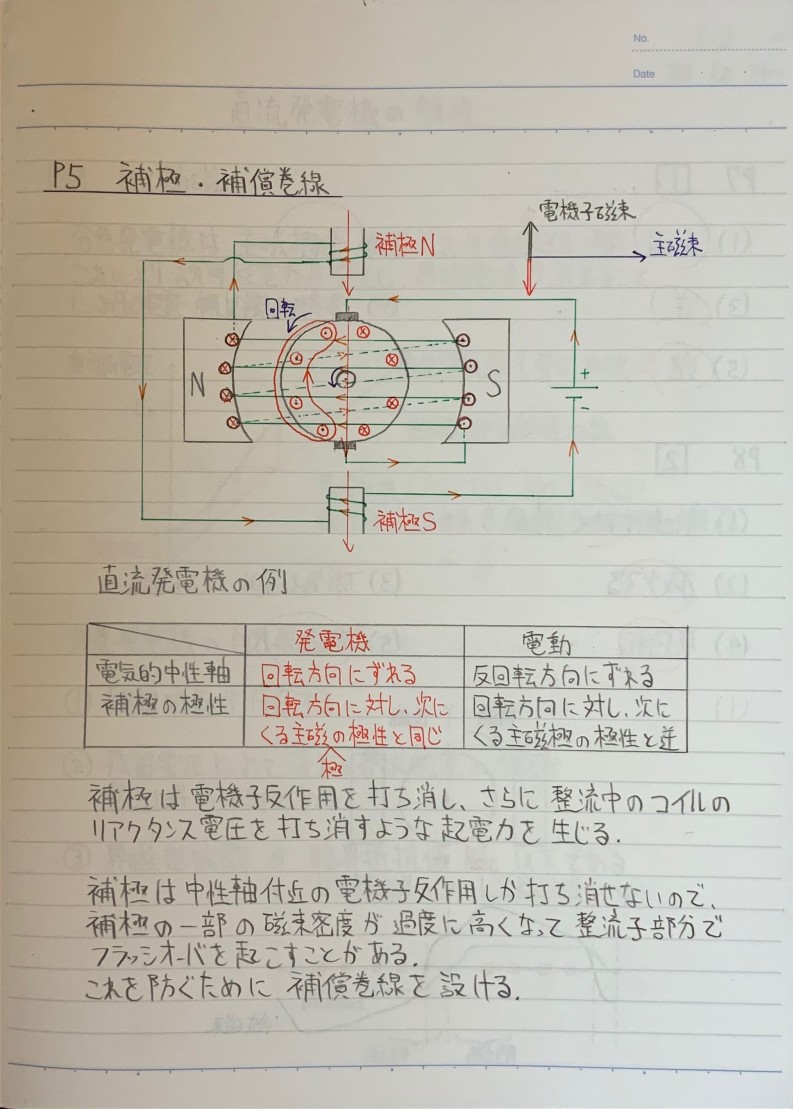 No.
Date
P5 補極・補償巻線
電機子磁束
主磁束
補極N
回転
N
S
+
-
補極S
直流発電機の例
発電機
電動
電気的中性軸
回転方向にずれる
反回転方向にずれる
補極の極性
回転方向に対し、次に
くる主磁の極性と同じ
極
回転方向に対し、次に
くる主磁極の極性と逆
補極は電機子反作用を打ち消し、さらに整流中のコイルの
リアクタンス電圧を打ち消すような起電力を生じる.
補極は中性軸付近の電機子反作用しか打ち消せないので、
補極の一部の磁束密度が過度に高くなって整流子部分で
フラッシオーバを起こすことがある.
これを防ぐために補償巻線を設ける.